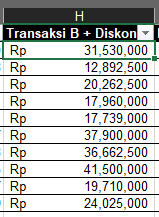 H
Transaksi B + Diskon
Rp 31,530,000
Rp 12,892,500
Rp 20,262,500
Rp 17,960,000
Rp 17,739,000
Rp 37,900,000
Rp 36,662,500
Rp 41,500,000
Rp 19,710,000
Rp 24,025,000